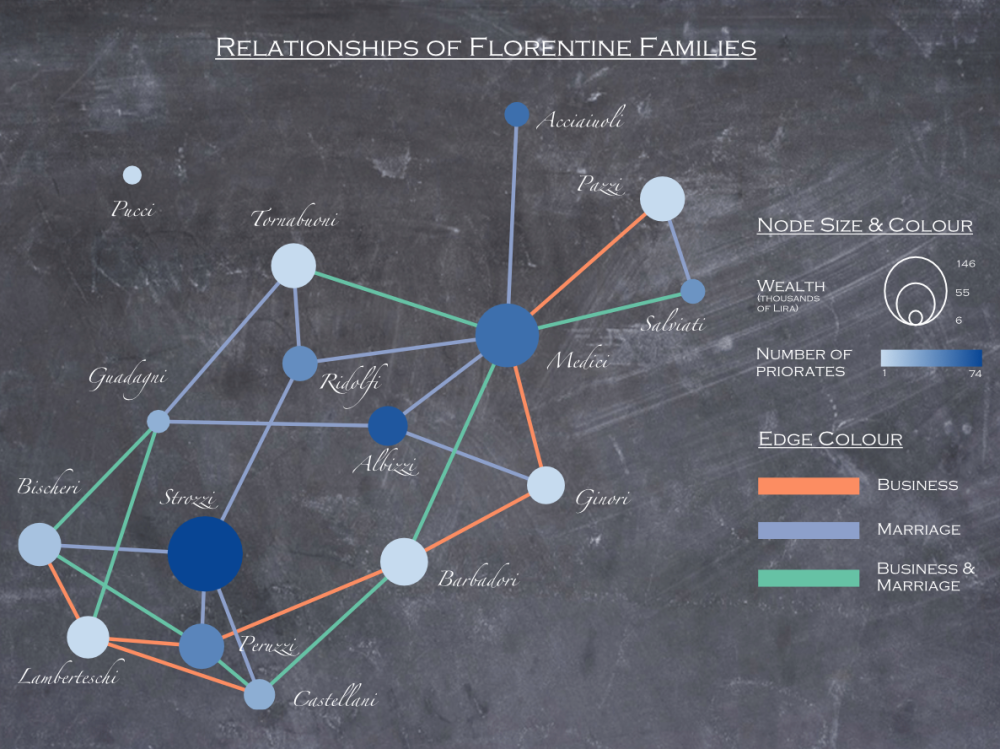 Relationships of Florentine Families
Acciaiuoli
Pazzi
Pucci
Tornabuoni
Salviati
Medici
Guadagni
Ridolfi
Albizzi
Bischeri
Strozzi
Ginori
Barbadori
Peruzzi
Lamberteschi
Castellani
Node Size & Colour
Wealth
(thousands
of Lira)
146
55
6
Number of
priorates
1
74
Edge Colour
Business
Marriage
Business &
Marriage